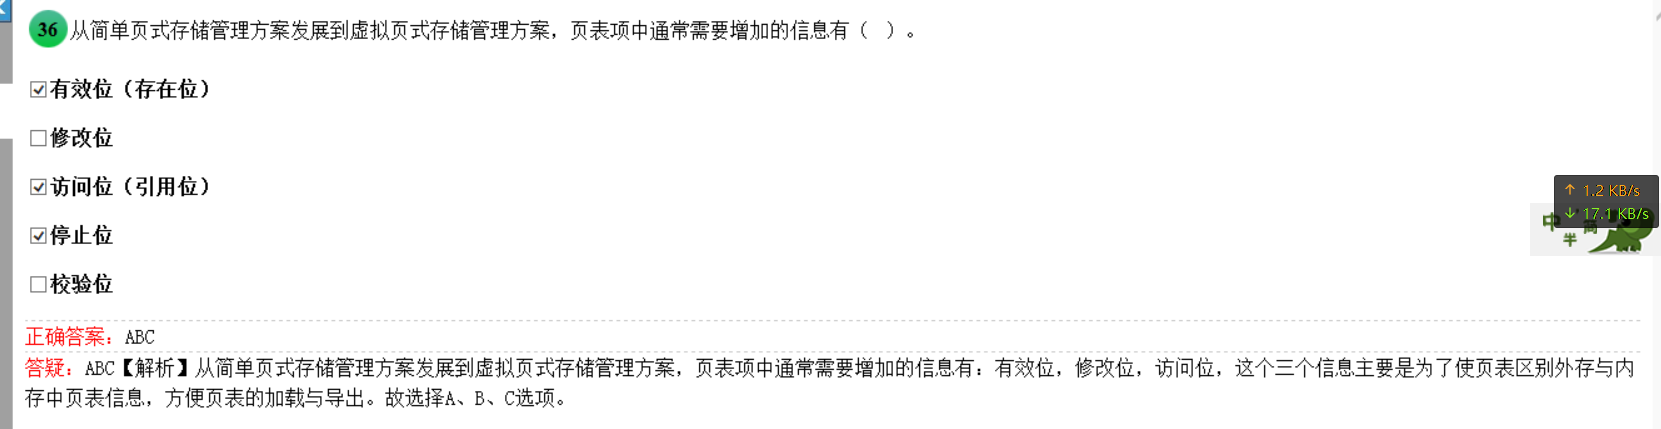 36 从简单页式存储管理方案发展到虚拟页式存储管理方案，页表项中通常需要增加的信息有（ ）。
有效位（存在位）
修改位
访问位（引用位）
停止位
校验位
↑ 1.2 KB/s
↓ 17.1 KB/s
中
简
半
正确答案：ABC
答疑：ABC【解析】从简单页式存储管理方案发展到虚拟页式存储管理方案，页表项中通常需要增加的信息有：有效位，修改位，访问位，这个三个信息主要是为了使页表区别外存与内
存中页表信息，方便页表的加载与导出。故选择A、B、C选项。